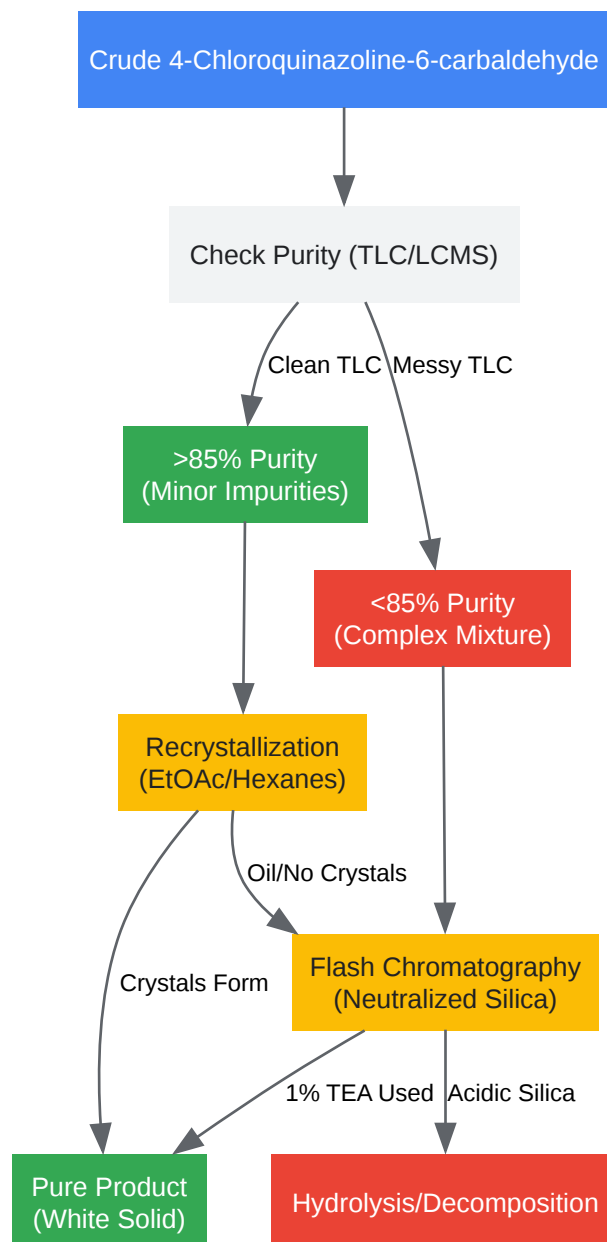 Crude 4-Chloroquinazoline-6-carbaldehyde
Check Purity (TLC/LCMS)
Clean TLC
Messy TLC
>85% Purity
(Minor Impurities)
<85% Purity
(Complex Mixture)
Recrystallization
(EtOAc/Hexanes)
Oil/No Crystals
Flash Chromatography
(Neutralized Silica)
Crystals Form
1% TEA Used
Acidic Silica
Pure Product
(White Solid)
Hydrolysis/Decomposition